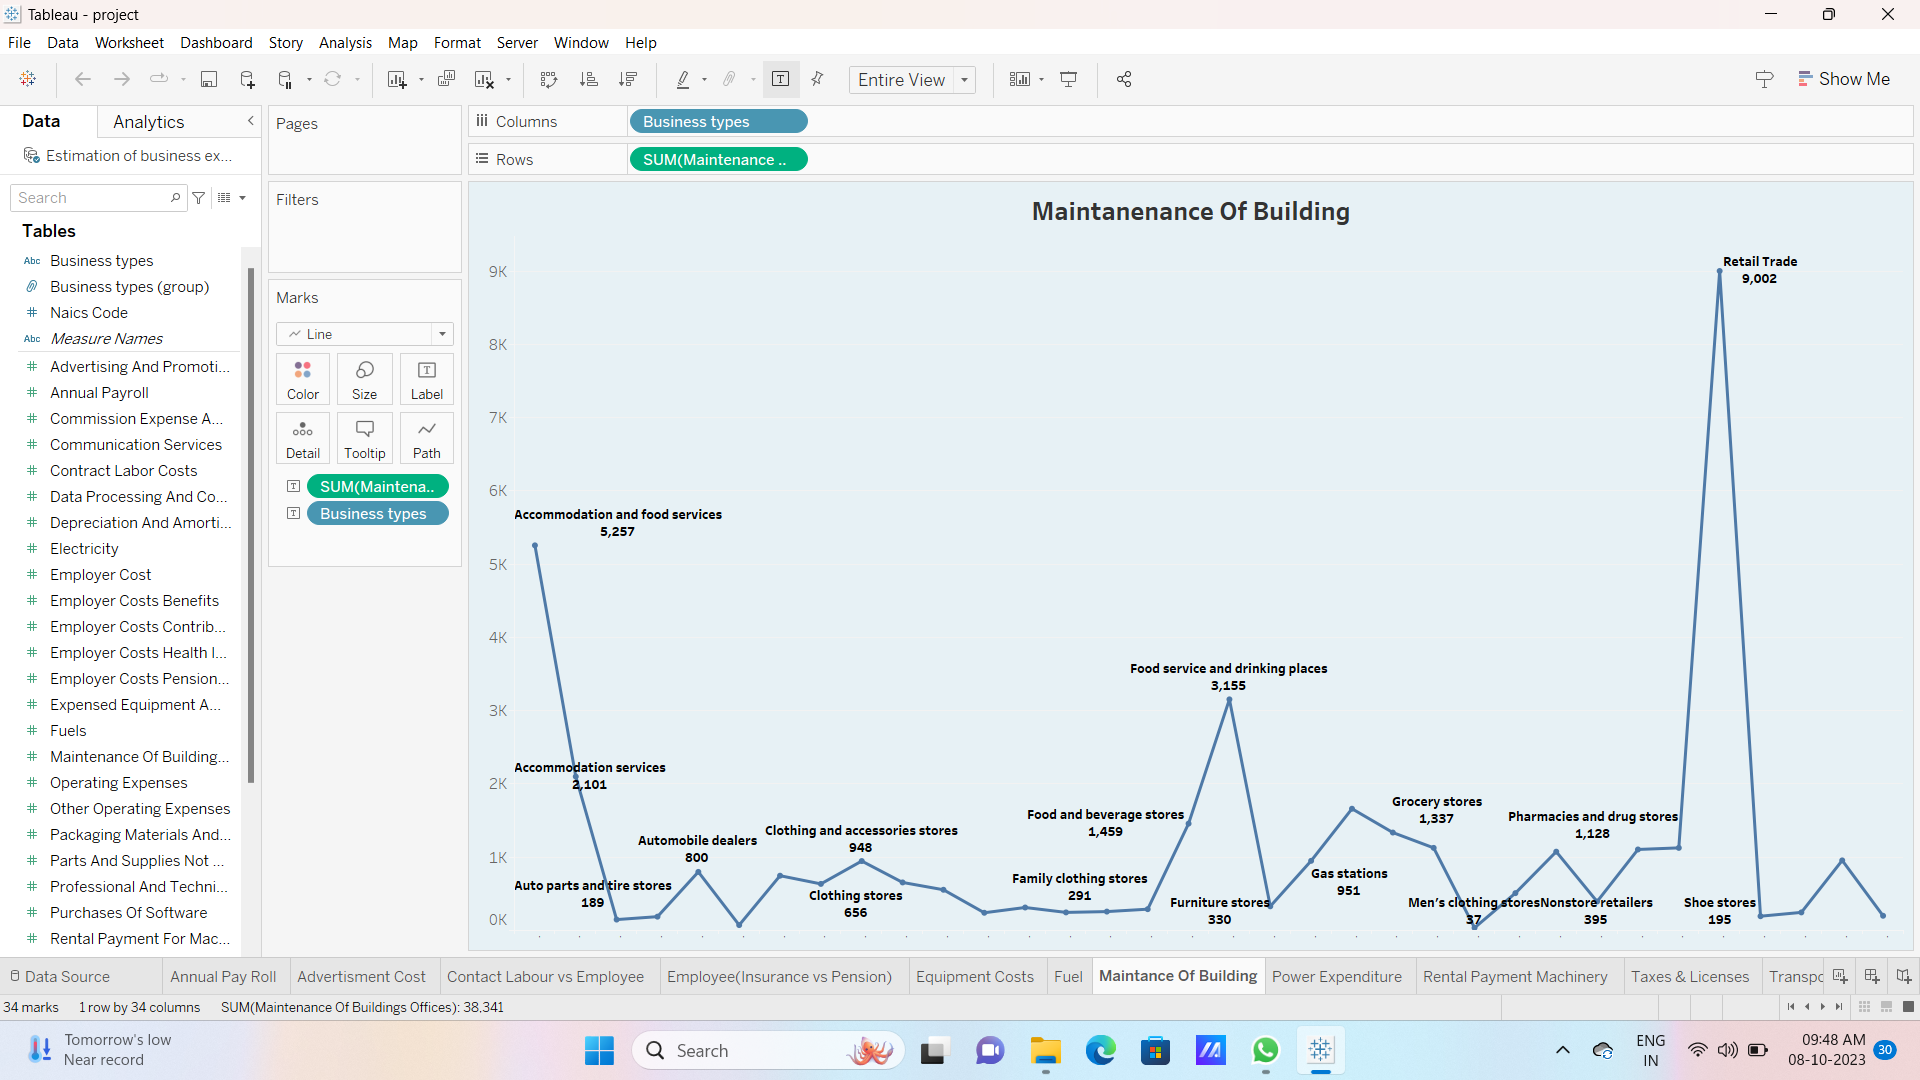 Tableau - project
File Data Worksheet Dashboard Story Analysis Map Format Server Window Help
Entire View
Show Me
Data Analytics
Estimation of business ex...
Search
Tables
Abc Business types
Business types (group)
Naics Code
Abc Measure Names
Advertising And Promoti...
Annual Payroll
Commission Expense A...
Communication Services
Contract Labor Costs
Data Processing And Co...
Depreciation And Amorti...
Electricity
Employer Cost
Employer Costs Benefits
Employer Costs Contrib...
Employer Costs Health I...
Employer Costs Pension...
Expensed Equipment A...
Fuels
Maintenance Of Building...
Operating Expenses
Other Operating Expenses
Packaging Materials And...
Parts And Supplies Not ...
Professional And Techni...
Purchases Of Software
Rental Payment For Mac...
Pages
Filters
Marks
Line
Color Size Label
Detail Tooltip Path
SUM(Maintena..
Business types
Columns Business types
Rows SUM(Maintenance ..
Maintanenance Of Building
9K
8K
7K
6K
5K
4K
3K
2K
1K
0K
Retail Trade
9,002
Accommodation and food services
5,257
Food service and drinking places
3,155
Accommodation services
2,101
Grocery stores
1,337
Food and beverage stores
1,459
Pharmacies and drug stores
1,128
Clothing and accessories stores
948
Automobile dealers
800
Gas stations
951
Family clothing stores
291
Auto parts and tire stores
189
Clothing stores
656
Furniture stores
330
Men's clothing stores
37
Nonstore retailers
395
Shoe stores
195
Data Source Annual Pay Roll Advertisment Cost Contact Labour vs Employee Employee(Insurance vs Pension) Equipment Costs Fuel Maintance Of Building Power Expenditure Rental Payment Machinery Taxes & Licenses Transpo
34 marks 1 row by 34 columns SUM(Maintenance Of Buildings Offices): 38,341
Tomorrow's low
Near record
Search
ENG
IN
09:48 AM
08-10-2023
30